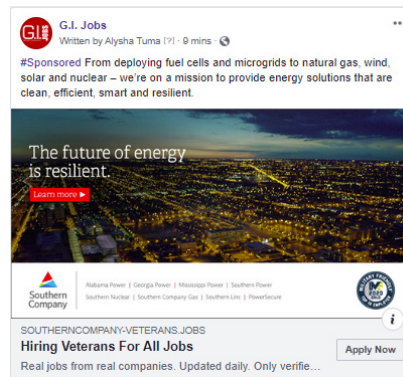 G.I. Jobs
Written by Alysha Tuma [?] · 9 mins ·
#Sponsored From deploying fuel cells and microgrids to natural gas, wind,
solar and nuclear – we're on a mission to provide energy solutions that are
clean, efficient, smart and resilient.
The future of energy
is resilient.
Learn more
Southern
Company
Alabama Power | Georgia Power | Mississippi Power | Southern Power
Southern Nuclear | Southern Company Gas | Southern Linc | PowerSecure
SOUTHERNCOMPANY-VETERANS.JOBS
Hiring Veterans For All Jobs
Real jobs from real companies. Updated daily. Only verifie...
Apply Now